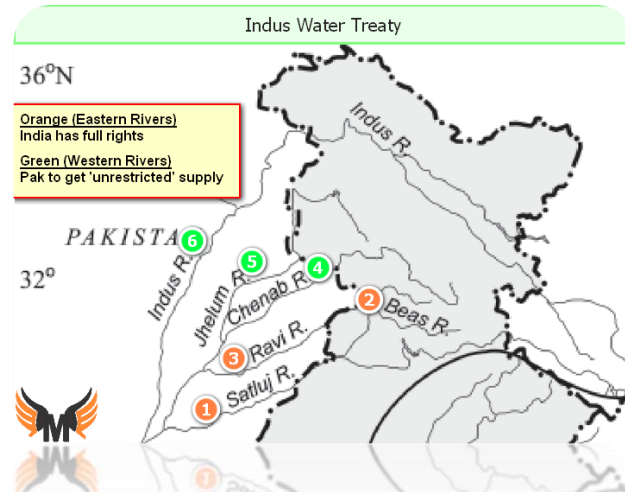 Indus Water Treaty
36°N
Orange (Eastern Rivers)
India has full rights
Green (Western Rivers)
Pak to get 'unrestricted' supply
Indus R.
PAKISTA
6
Indus R.
5
Jhelum R.
4
Chenab R.
32°
2
Beas R.
3
Ravi R.
1
Satluj R.
M